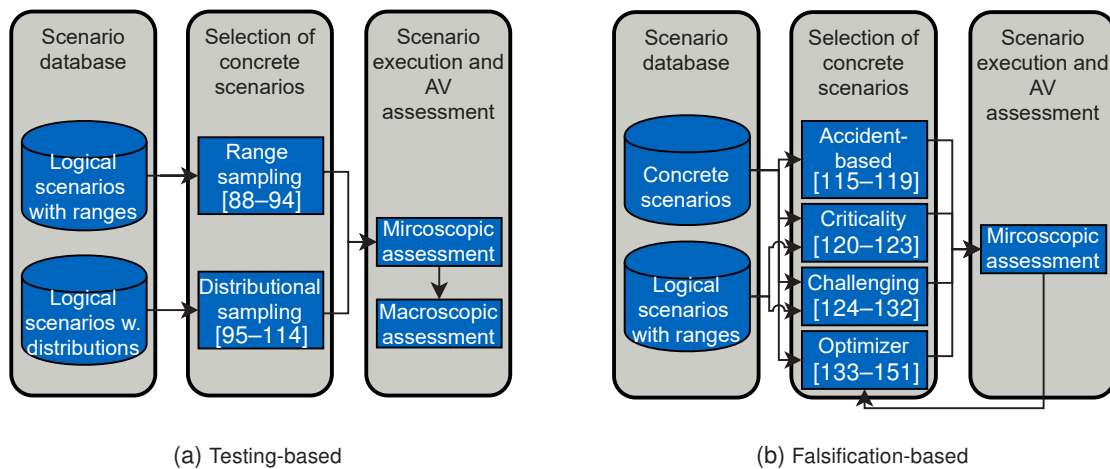 Scenario
database
Selection of
concrete
scenarios
Scenario
execution and
AV
assessment
Logical
scenarios
with ranges
Range
sampling
[88–94]
Mircoscopic
assessment
Logical
scenarios w.
distributions
Distributional
sampling
[95–114]
Macroscopic
assessment
(a) Testing-based
Scenario
database
Selection of
concrete
scenarios
Scenario
execution and
AV
assessment
Concrete
scenarios
Logical
scenarios
with ranges
Accident-
based
[115–119]
Criticality
[120–123]
Challenging
[124–132]
Optimizer
[133–151]
Mircoscopic
assessment
(b) Falsification-based